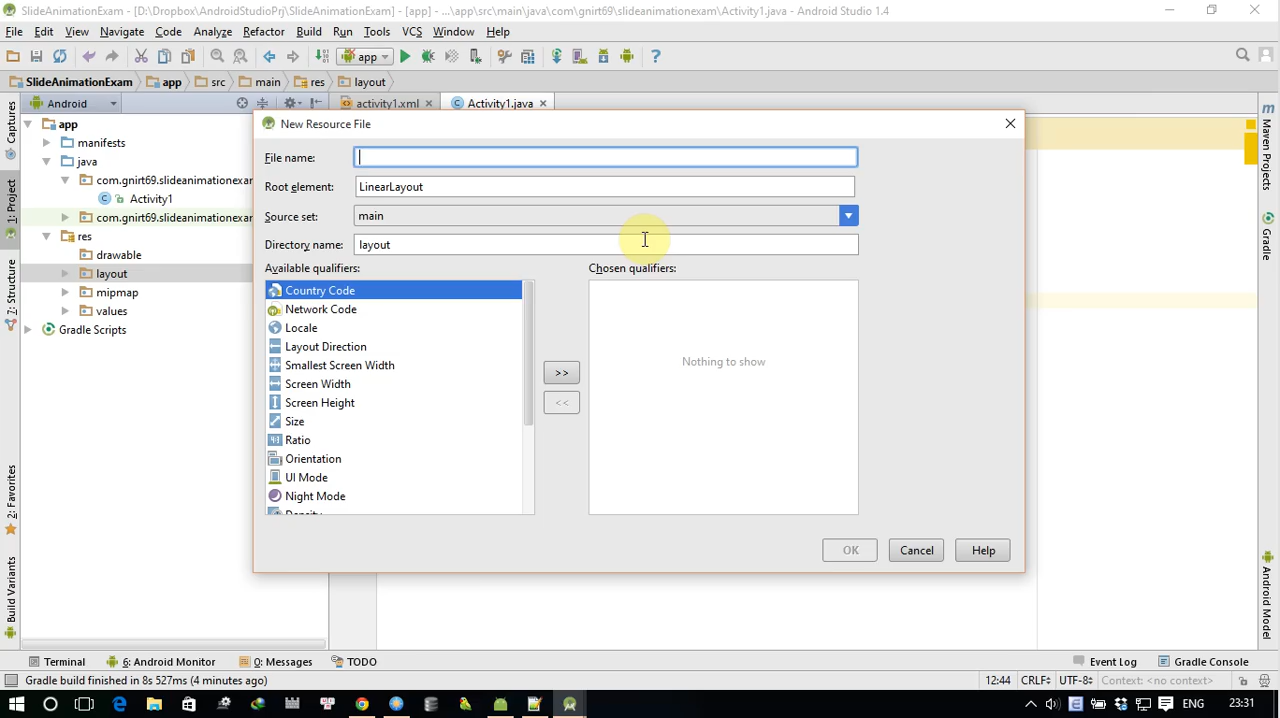 SlideAnimationExam - [D:\Dropbox\AndroidStudioPrj\SlideAnimationExam] - [app] - ...\app\src\main\java\com\gnirt69\slideanimationexam\Activity1.java - Android Studio 1.4
File Edit View Navigate Code Analyze Refactor Build Run Tools VCS Window Help
app
SlideAnimationExam app src main res layout
Android activity1.xml Activity1.java
New Resource File
File name:
Root element: LinearLayout
Source set: main
Directory name: layout
Available qualifiers: Chosen qualifiers:
Country Code
Network Code
Locale
Layout Direction
Smallest Screen Width
Screen Width
Screen Height
Size
Ratio
Orientation
UI Mode
Night Mode
Density
>>
<<
Nothing to show
OK Cancel Help
app
manifests
java
com.gnirt69.slideanimationexam
Activity1
com.gnirt69.slideanimationexam
res
drawable
layout
mipmap
values
Gradle Scripts
Captures
1: Project
7: Structure
2: Favorites
Build Variants
m Maven Projects
Gradle
Android Model
Terminal 6: Android Monitor 0: Messages TODO Event Log Gradle Console
Gradle build finished in 8s 527ms (4 minutes ago) 12:44 CRLF÷ UTF-8÷ Context: <no context>
ENG 23:31